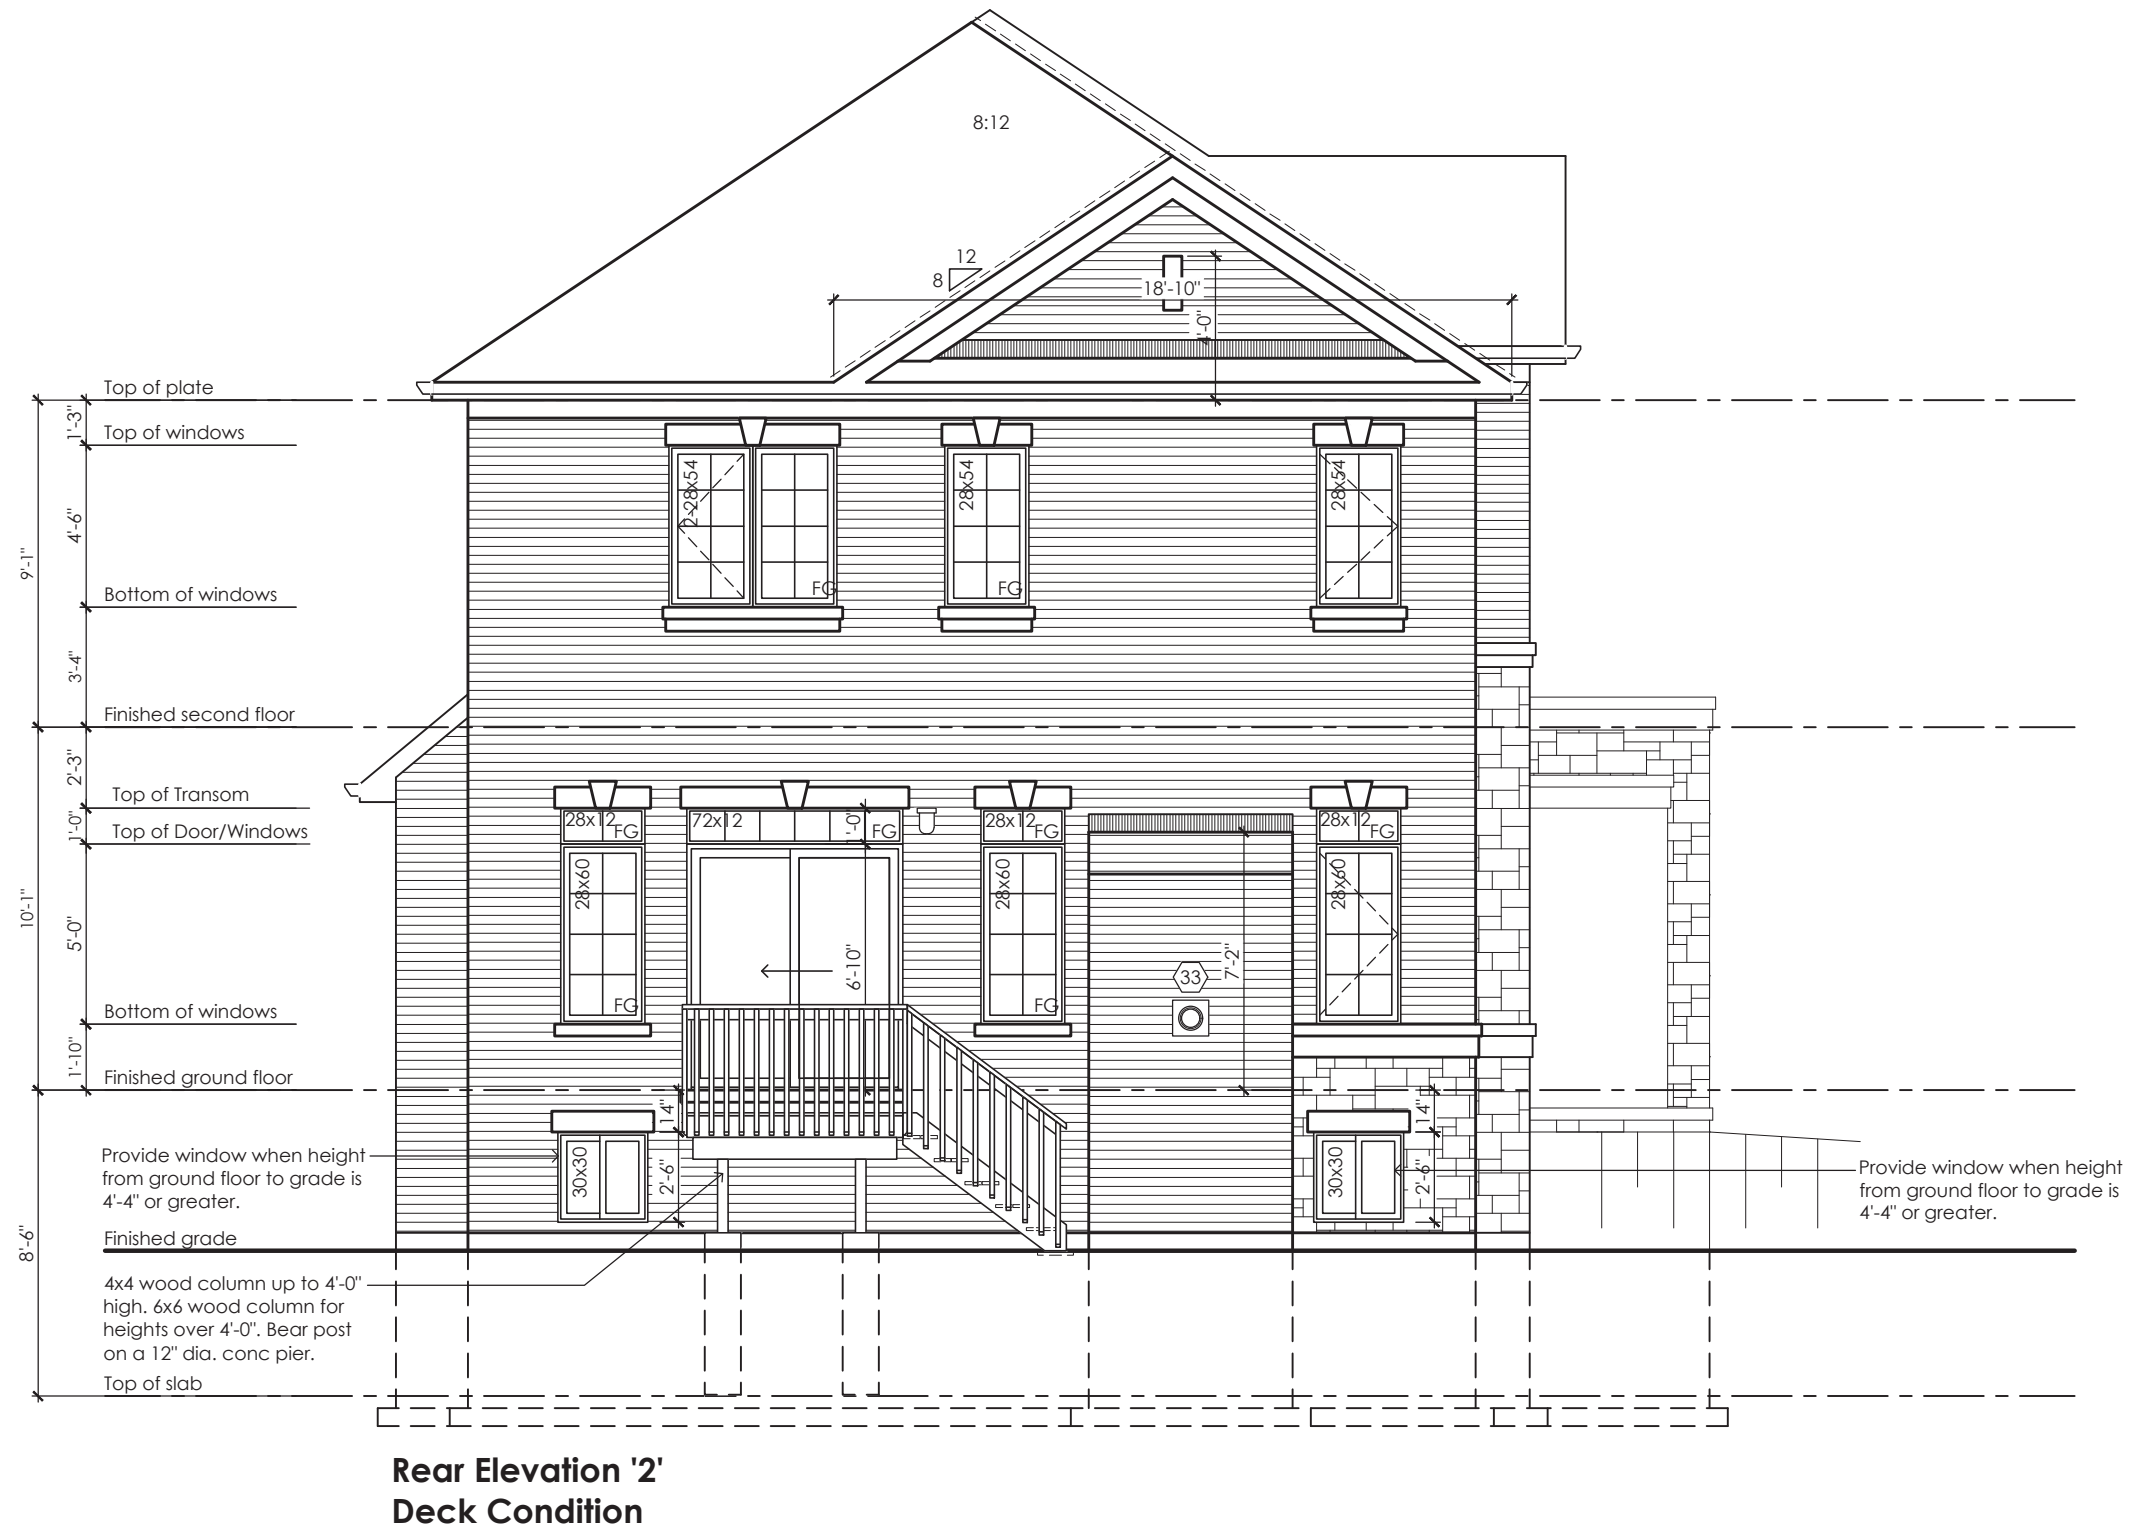 8:12
12
8
18'-10"
4'-0"
Top of plate
1'-3"
Top of windows
2-28x54
28x54
28x54
4'-6"
9'-1"
FG
FG
Bottom of windows
3'-4"
Finished second floor
2'-3"
Top of Transom
28x12
FG
72x12
FG
1'-0"
28x12
FG
28x12
FG
1'-0"
Top of Door/Windows
28x60
28x60
28x60
10'-1"
5'-0"
6'-10"
7'-2"
33
FG
FG
Bottom of windows
1'-10"
Finished ground floor
14"
14"
Provide window when height
from ground floor to grade is
4'-4" or greater.
30x30
2'-6"
30x30
2'-6"
Provide window when height
from ground floor to grade is
4'-4" or greater.
Finished grade
8'-6"
4x4 wood column up to 4'-0"
high. 6x6 wood column for
heights over 4'-0". Bear post
on a 12" dia. conc pier.
Top of slab
Rear Elevation '2'
Deck Condition